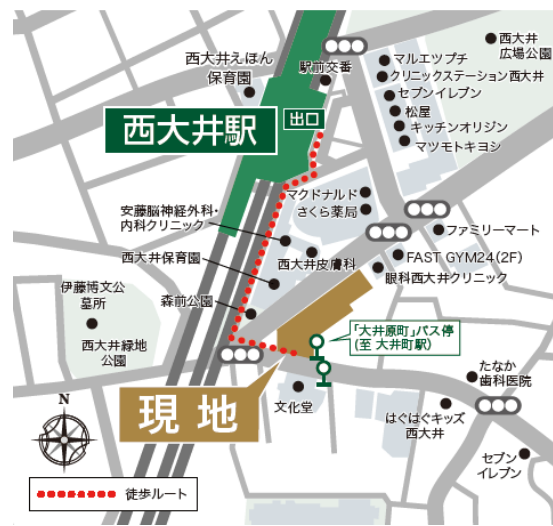 西大井えほん
保育園
駅前交番
西大井
広場公園
マルエツプチ
クリニックステーション西大井
セブンイレブン
松屋
キッチンオリジン
マツモトキヨシ
西大井駅
出口
マクドナルド
さくら薬局
安藤脳神経外科・
内科クリニック
西大井保育園
西大井皮膚科
ファミリーマート
FAST GYM24(2F)
眼科西大井クリニック
森前公園
伊藤博文公
墓所
西大井緑地
公園
「大井原町」バス停
(至 大井町駅)
現地
文化堂
たなか
歯科医院
はぐはぐキッズ
西大井
セブン
イレブン
N
徒歩ルート